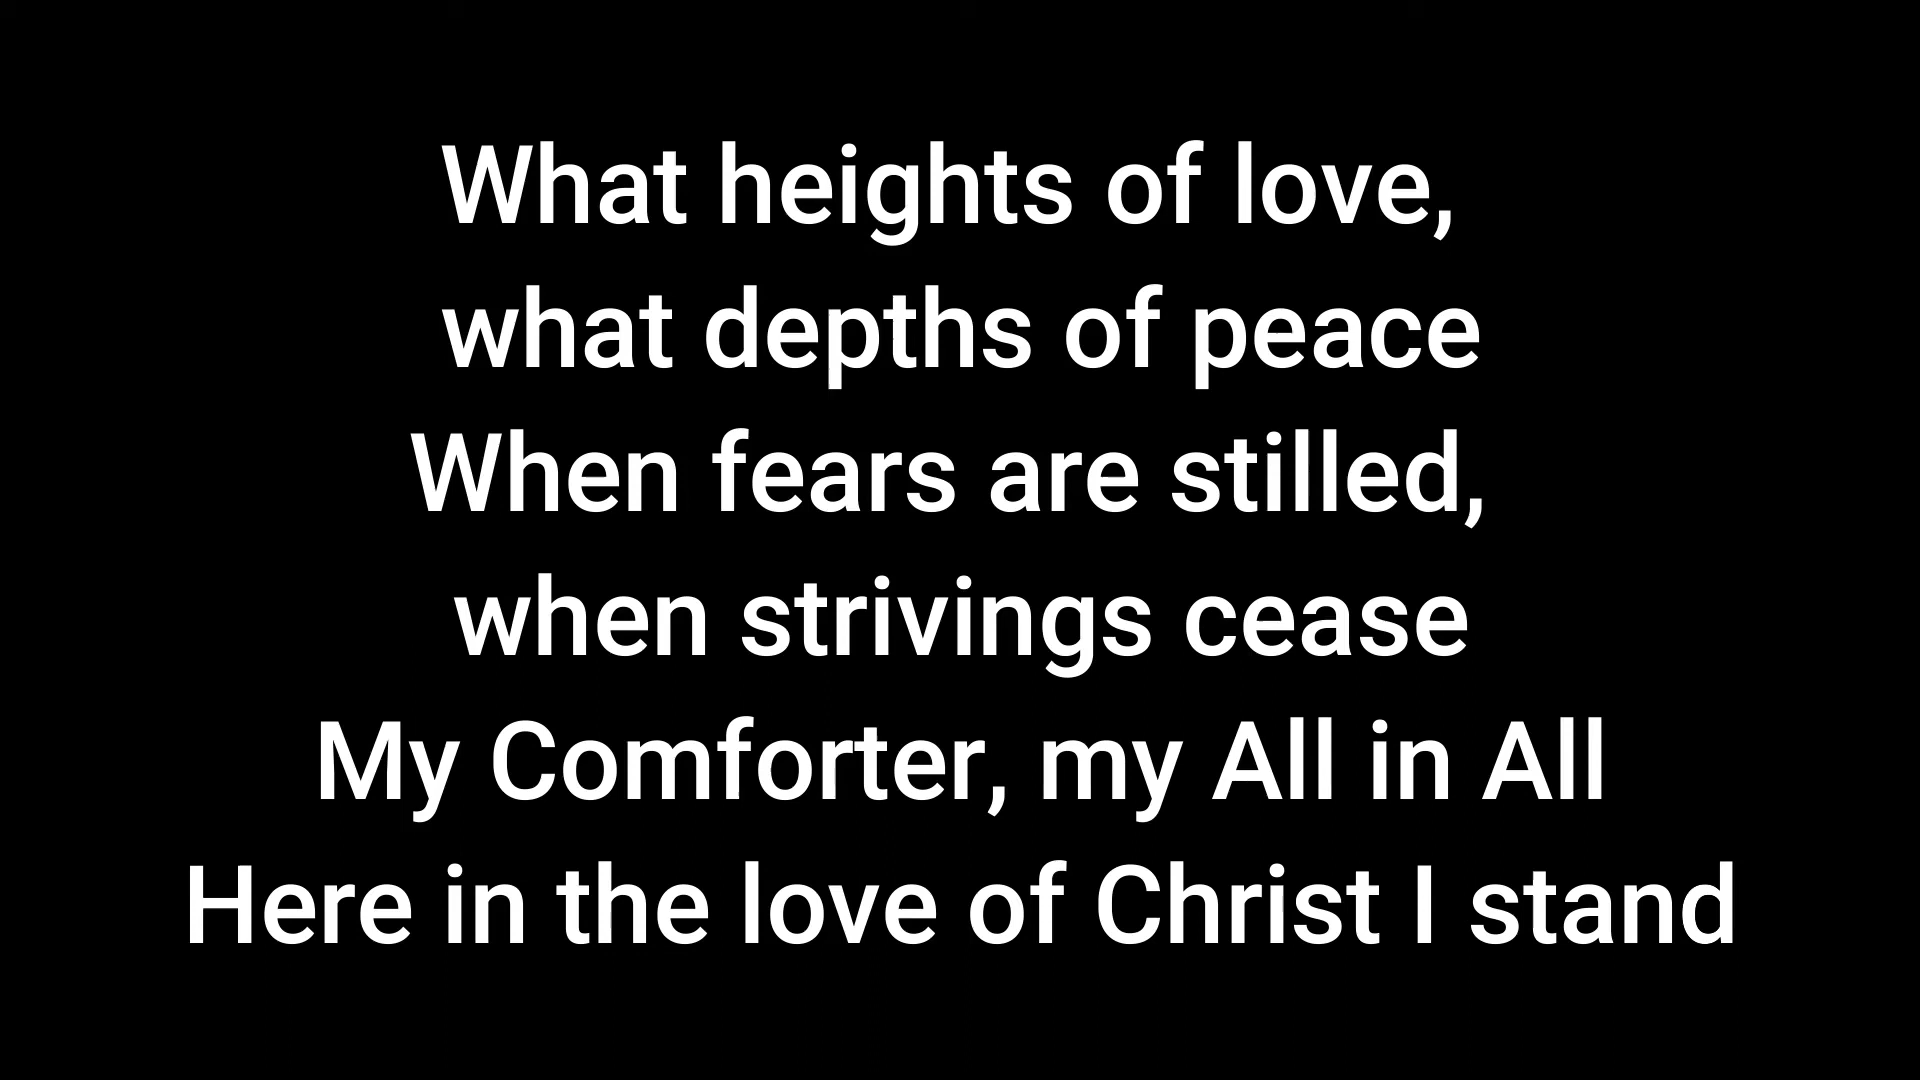 What heights of love,
what depths of peace
When fears are stilled,
when strivings cease
My Comforter, my All in All
Here in the love of Christ I stand